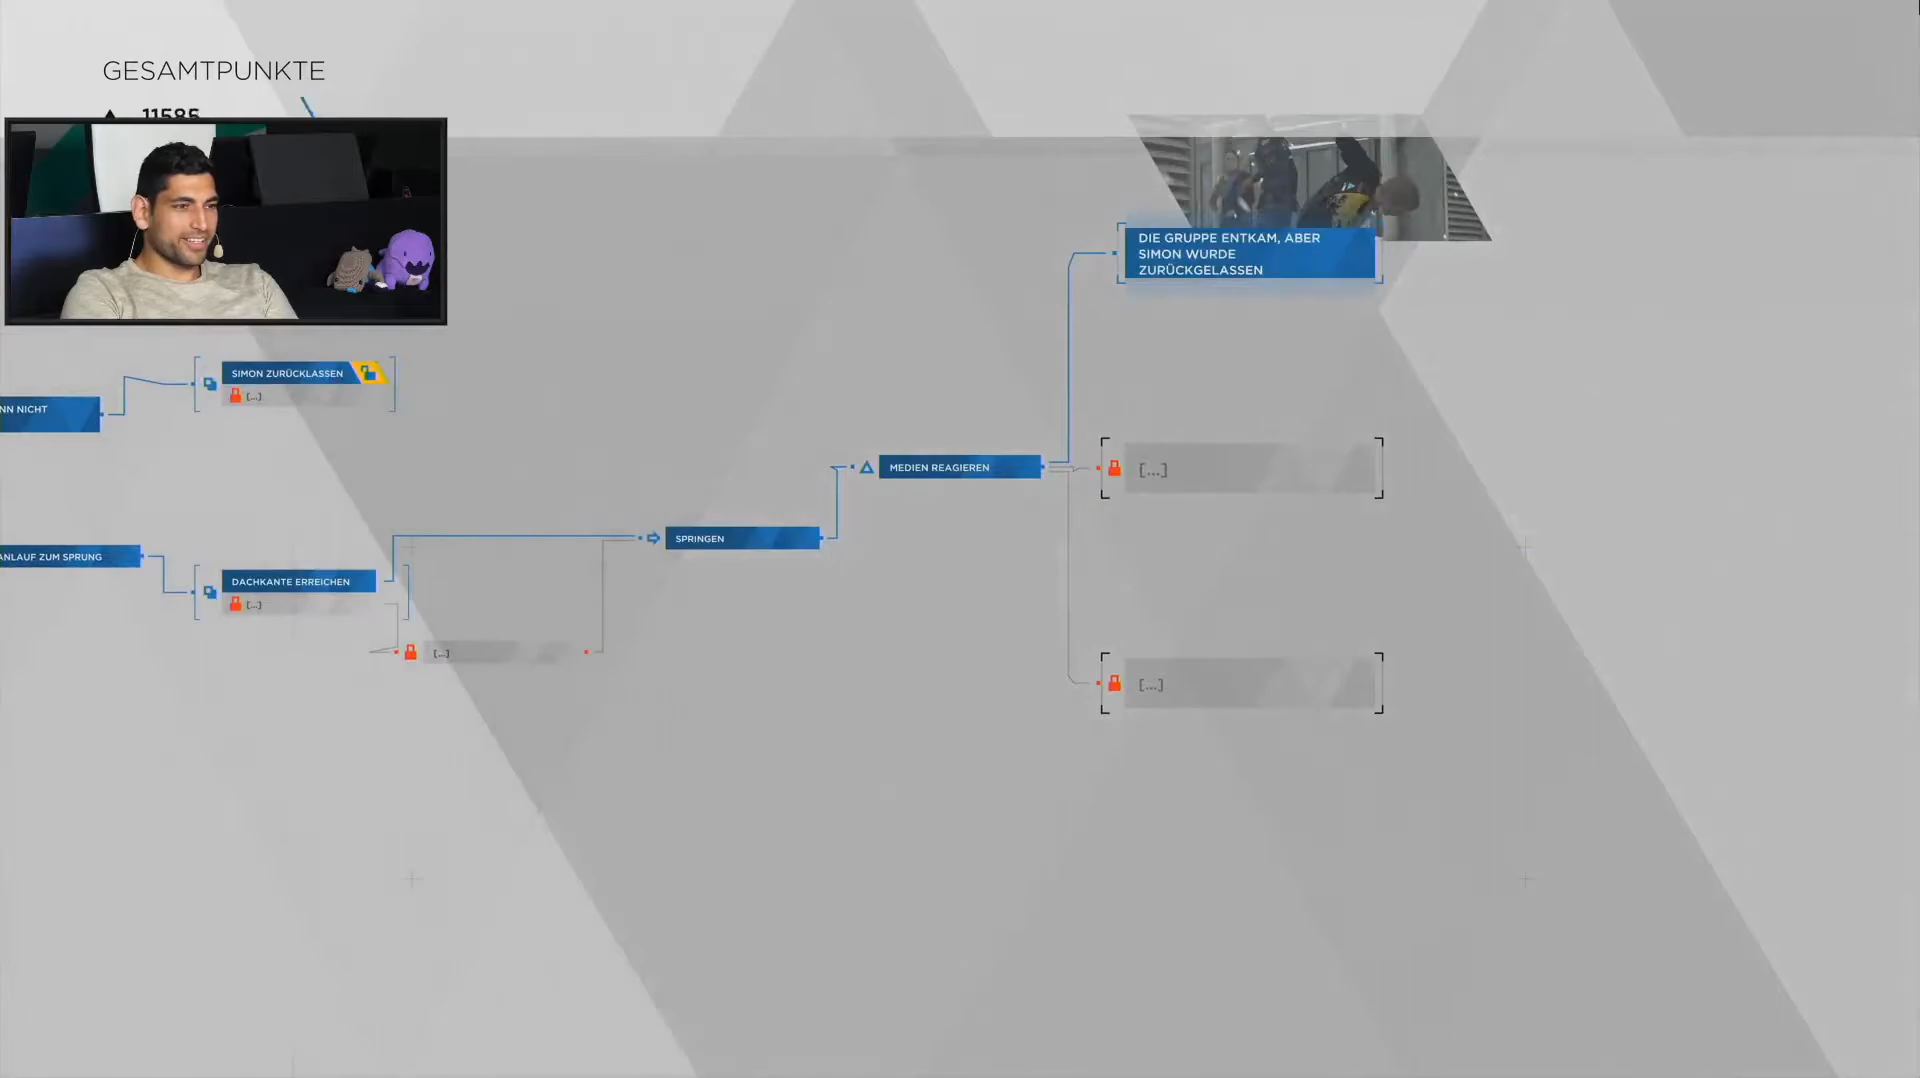 GESAMTPUNKTE
11585
DIE GRUPPE ENTKAM, ABER
SIMON WURDE
ZURÜCKGELASSEN
SIMON ZURÜCKLASSEN
[...]
NN NICHT
MEDIEN REAGIEREN
[...]
SPRINGEN
ANLAUF ZUM SPRUNG
DACHKANTE ERREICHEN
[...]
[...]
[...]